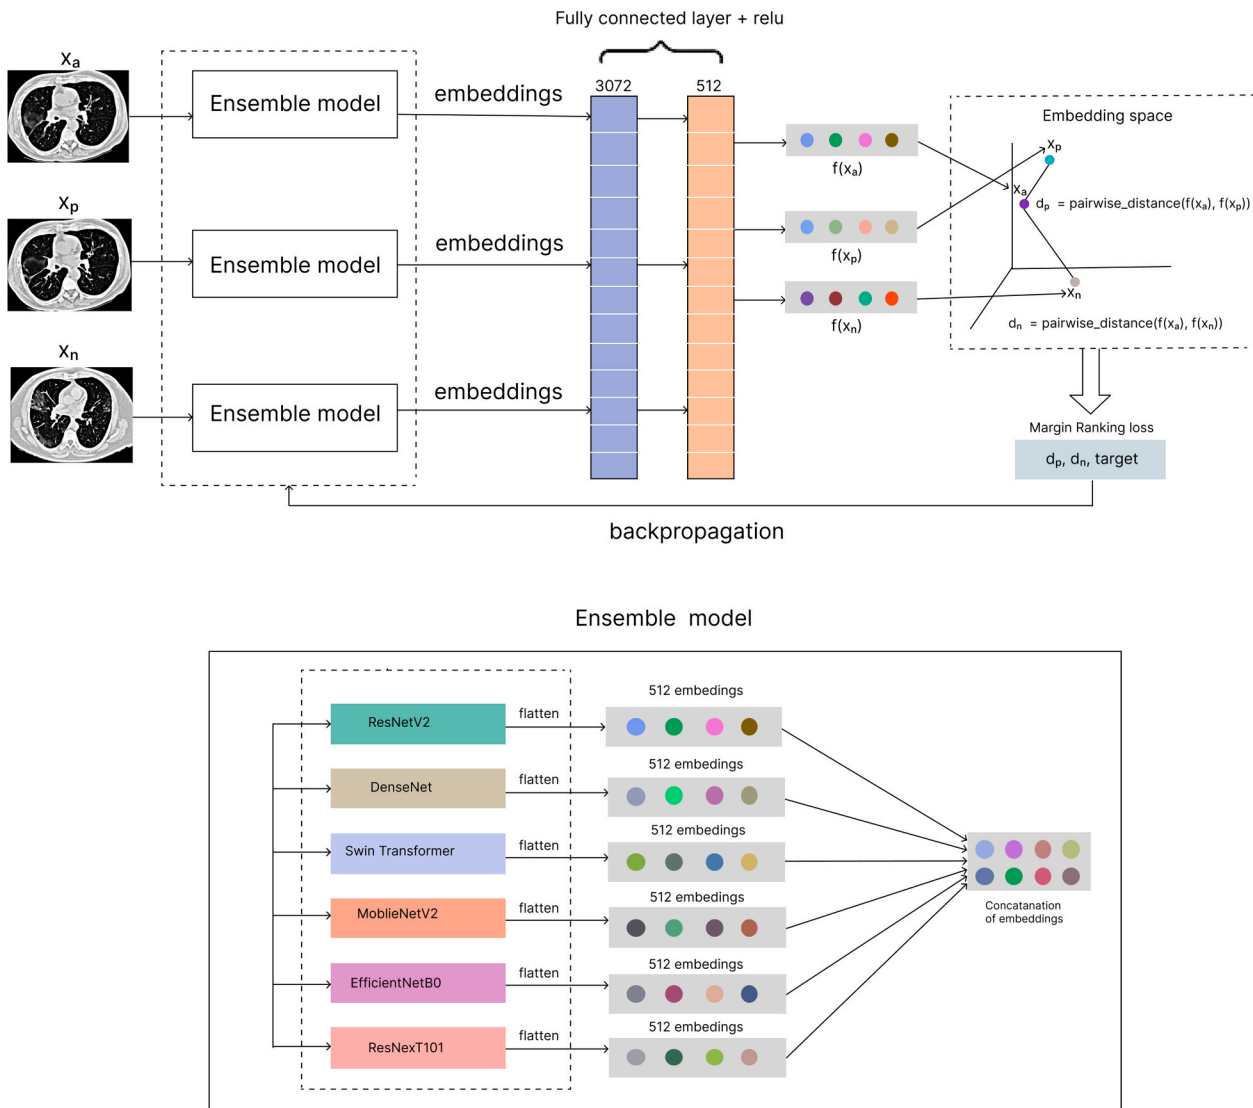 Fully connected layer + relu
xa
Ensemble model
embeddings
3072
512
f(xa)
Embedding space
xp
xa
dp = pairwise_distance(f(xa), f(xp))
xp
Ensemble model
embeddings
f(xp)
f(xn)
xn
dn = pairwise_distance(f(xa), f(xn))
xn
Ensemble model
embeddings
Margin Ranking loss
dp, dn, target
backpropagation
Ensemble model
ResNetV2
flatten
512 embedings
DenseNet
flatten
512 embedings
Swin Transformer
flatten
512 embedings
MoblieNetV2
flatten
512 embedings
EfficientNetB0
flatten
512 embedings
ResNexT101
flatten
512 embedings
Concatanation
of embeddings